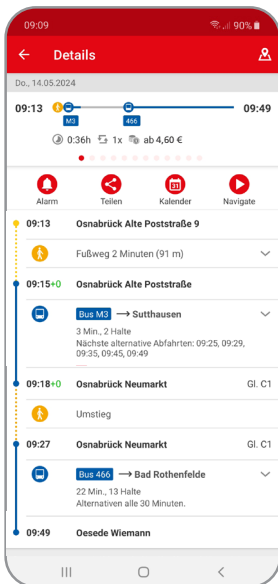 09:09
90%
Details
Do., 14.05.2024
09:13
09:49
M3
466
0:36h 1x ab 4,60 €
Alarm
Teilen
31
Kalender
Navigate
09:13 Osnabrück Alte Poststraße 9
Fußweg 2 Minuten (91 m)
09:15+0 Osnabrück Alte Poststraße
Bus M3 → Sutthausen
3 Min., 2 Halte
Nächste alternative Abfahrten: 09:25, 09:29,
09:35, 09:45, 09:49
09:18+0 Osnabrück Neumarkt Gl. C1
Umstieg
09:27 Osnabrück Neumarkt Gl. C1
Bus 466 → Bad Rothenfelde
22 Min., 13 Halte
Alternativen alle 30 Minuten.
09:49 Oesede Wiemann